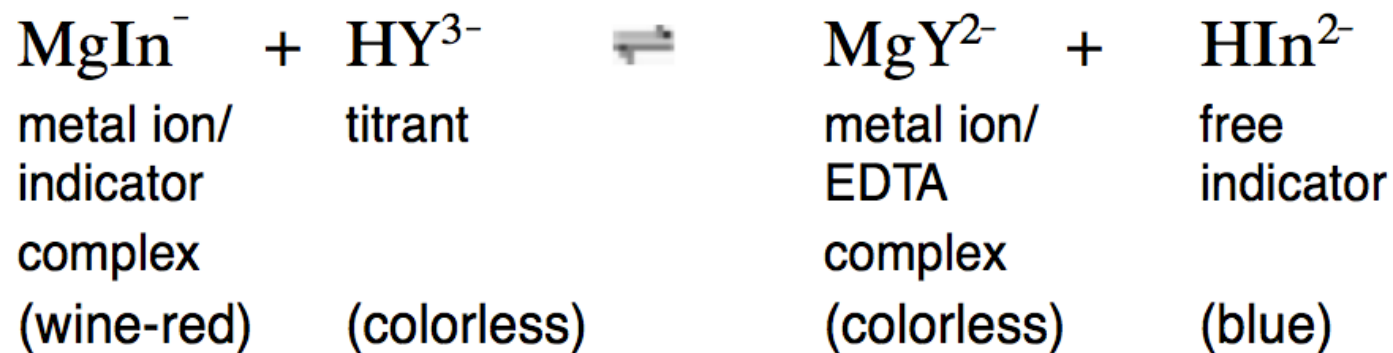 MgIn⁻ + HY³⁻ ⇌ MgY²⁻ + HIn²⁻
metal ion/ titrant metal ion/ free
indicator EDTA indicator
complex complex
(wine-red) (colorless) (colorless) (blue)